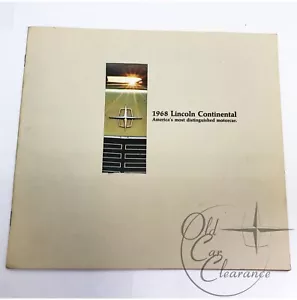 1968 Lincoln Continental
America's most distinguished motorcar.
Old
Car
Clearance